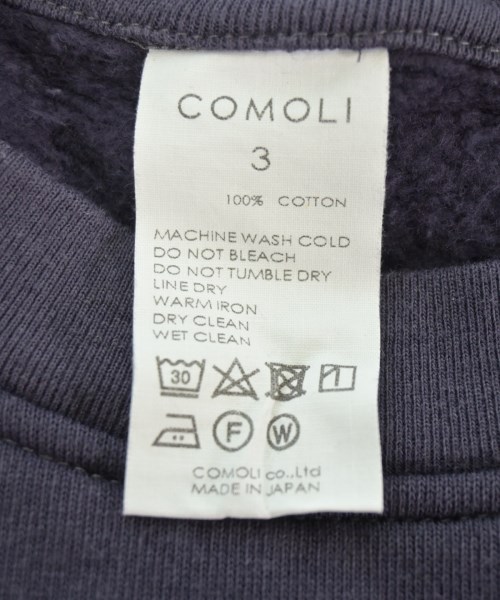 COMOLI
3
100% COTTON
MACHINE WASH COLD
DO NOT BLEACH
DO NOT TUMBLE DRY
LINE DRY
WARM IRON
DRY CLEAN
WET CLEAN
30
F W
COMOLI co.,Ltd
MADE IN JAPAN